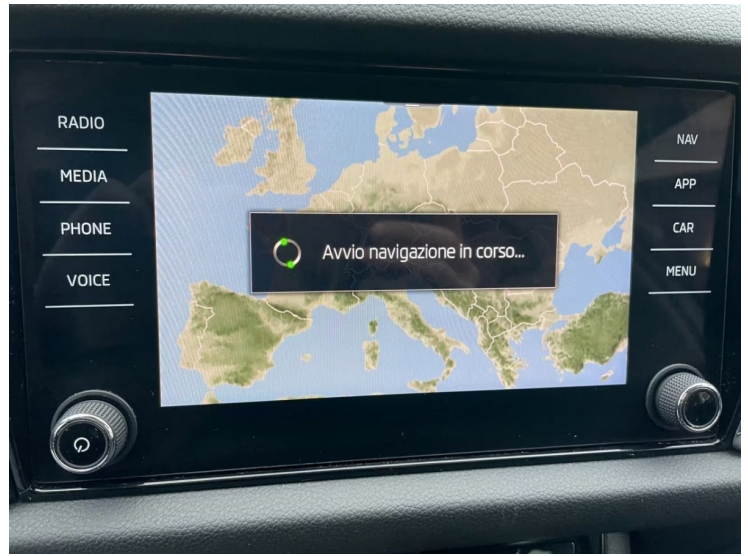 RADIO
MEDIA
PHONE
VOICE
Avvio navigazione in corso...
NAV
APP
CAR
MENU